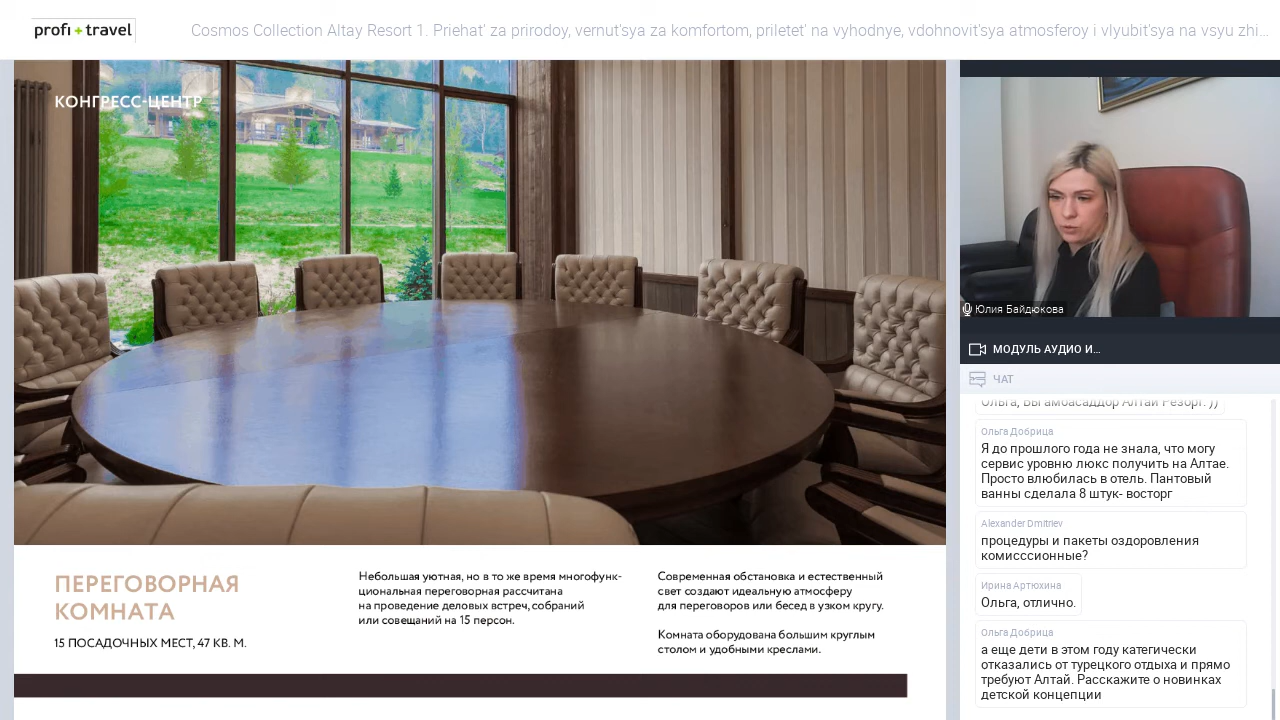 profi travel
Cosmos Collection Altay Resort 1. Priehat' za prirodoy, vernut'sya za komfortom, priletet' na vyhodnye, vdohnovit'sya atmosferoy i vlyubit'sya na vsyu zhi...
КОНГРЕСС-ЦЕНТР
ПЕРЕГОВОРНАЯ
КОМНАТА
15 ПОСАДОЧНЫХ МЕСТ, 47 КВ. М.
Небольшая уютная, но в то же время многофунк-
циональная переговорная рассчитана
на проведение деловых встреч, собраний
или совещаний на 15 персон.
Современная обстановка и естественный
свет создают идеальную атмосферу
для переговоров или бесед в узком кругу.
Комната оборудована большим круглым
столом и удобными креслами.
Юлия Байдюкова
МОДУЛЬ АУДИО И...
ЧАТ
Ольга, Вы амбасаддор Алтай Резорт. ))
Ольга Добрица
Я до прошлого года не знала, что могу
сервис уровню люкс получить на Алтае.
Просто влюбилась в отель. Пантовый
ванны сделала 8 штук- восторг
Alexander Dmitriev
процедуры и пакеты оздоровления
комисссионные?
Ирина Артюхина
Ольга, отлично.
Ольга Добрица
а еще дети в этом году категически
отказались от турецкого отдыха и прямо
требуют Алтай. Расскажите о новинках
детской концепции